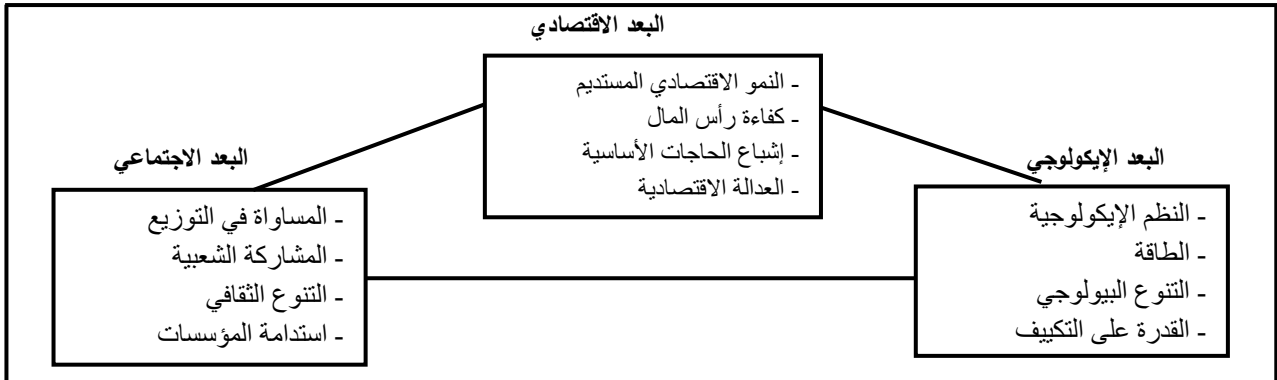 البعد الاقتصادي
- النمو الاقتصادي المستديم
- كفاءة رأس المال
- إشباع الحاجات الأساسية
- العدالة الاقتصادية
البعد الإيكولوجي
- النظم الإيكولوجية
- الطاقة
- التنوع البيولوجي
- القدرة على التكييف
البعد الاجتماعي
- المساواة في التوزيع
- المشاركة الشعبية
- التنوع الثقافي
- استدامة المؤسسات